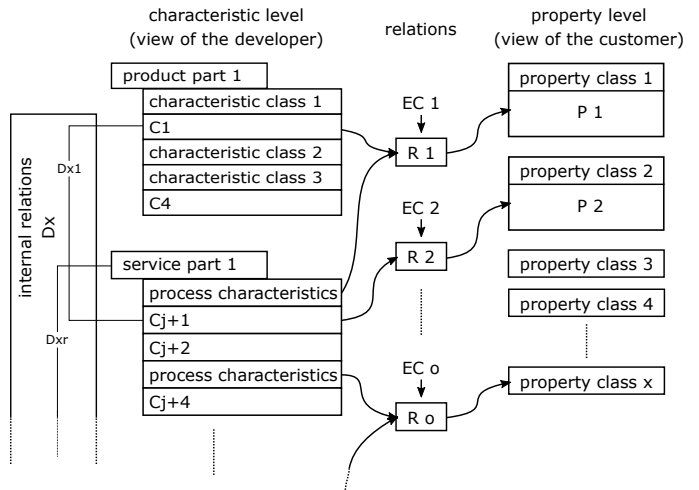 characteristic level
(view of the developer)
relations
property level
(view of the customer)
product part 1
characteristic class 1
C1
characteristic class 2
characteristic class 3
C4
service part 1
process characteristics
Cj+1
Cj+2
process characteristics
Cj+4
internal relations
Dx
Dx1
Dxr
EC 1
R 1
EC 2
R 2
EC o
R o
property class 1
P 1
property class 2
P 2
property class 3
property class 4
property class x